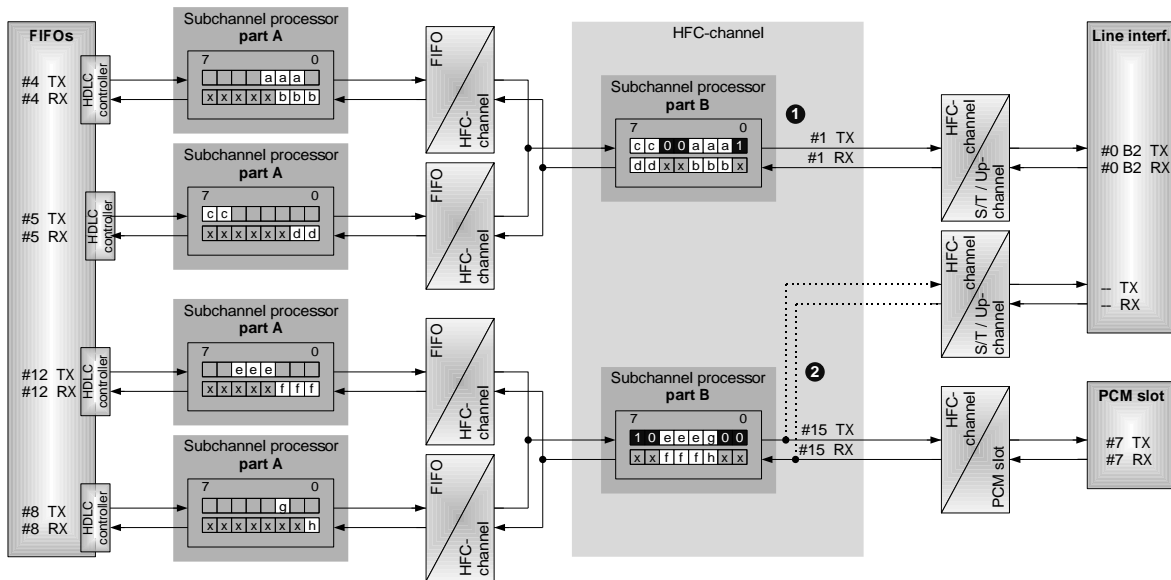 FIFOs
#4 TX
#4 RX
HDLC
controller
#5 TX
#5 RX
HDLC
controller
#12 TX
#12 RX
HDLC
controller
#8 TX
#8 RX
HDLC
controller
Subchannel processor
part A
7 0
a a a
x x x x x b b b
Subchannel processor
part A
7 0
c c
x x x x x x d d
Subchannel processor
part A
7 0
e e e
x x x x x f f f
Subchannel processor
part A
7 0
g
x x x x x x x h
FIFO
HFC-
channel
FIFO
HFC-
channel
FIFO
HFC-
channel
FIFO
HFC-
channel
HFC-channel
Subchannel processor
part B
7 0
c c 0 0 a a a 1
d d x x b b b x
1
#1 TX
#1 RX
Subchannel processor
part B
7 0
1 0 e e e g 0 0
x x f f f h x x
2
#15 TX
#15 RX
HFC-
channel
S/T / Up-
channel
HFC-
channel
S/T / Up-
channel
HFC-
channel
PCM slot
Line interf.
#0 B2 TX
#0 B2 RX
-- TX
-- RX
PCM slot
#7 TX
#7 RX